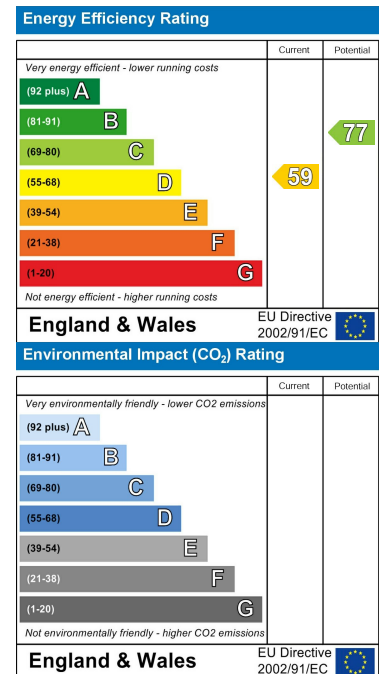 Energy Efficiency Rating
Current Potential
Very energy efficient - lower running costs
(92 plus) A
(81-91) B
77
(69-80) C
(55-68) D
59
(39-54) E
(21-38) F
(1-20) G
Not energy efficient - higher running costs
England & Wales
EU Directive
2002/91/EC
Environmental Impact (CO₂) Rating
Current Potential
Very environmentally friendly - lower CO2 emissions
(92 plus) A
(81-91) B
(69-80) C
(55-68) D
(39-54) E
(21-38) F
(1-20) G
Not environmentally friendly - higher CO2 emissions
England & Wales
EU Directive
2002/91/EC